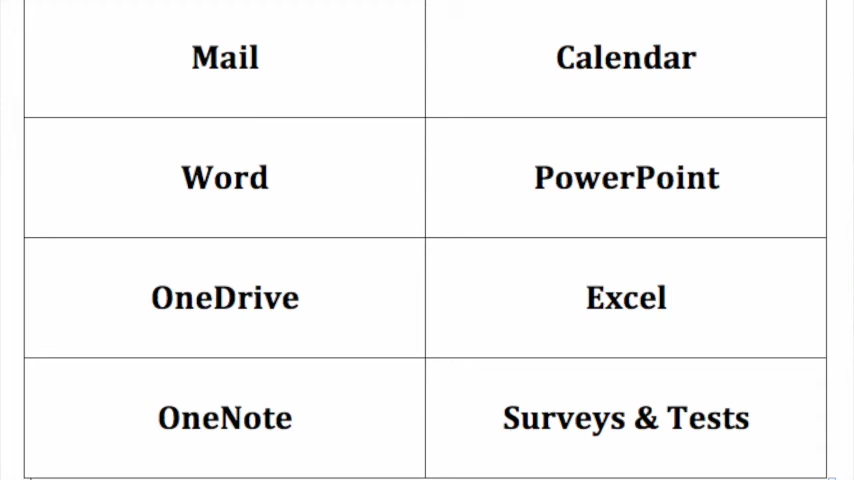 Mail Calendar
Word PowerPoint
OneDrive Excel
OneNote Surveys & Tests